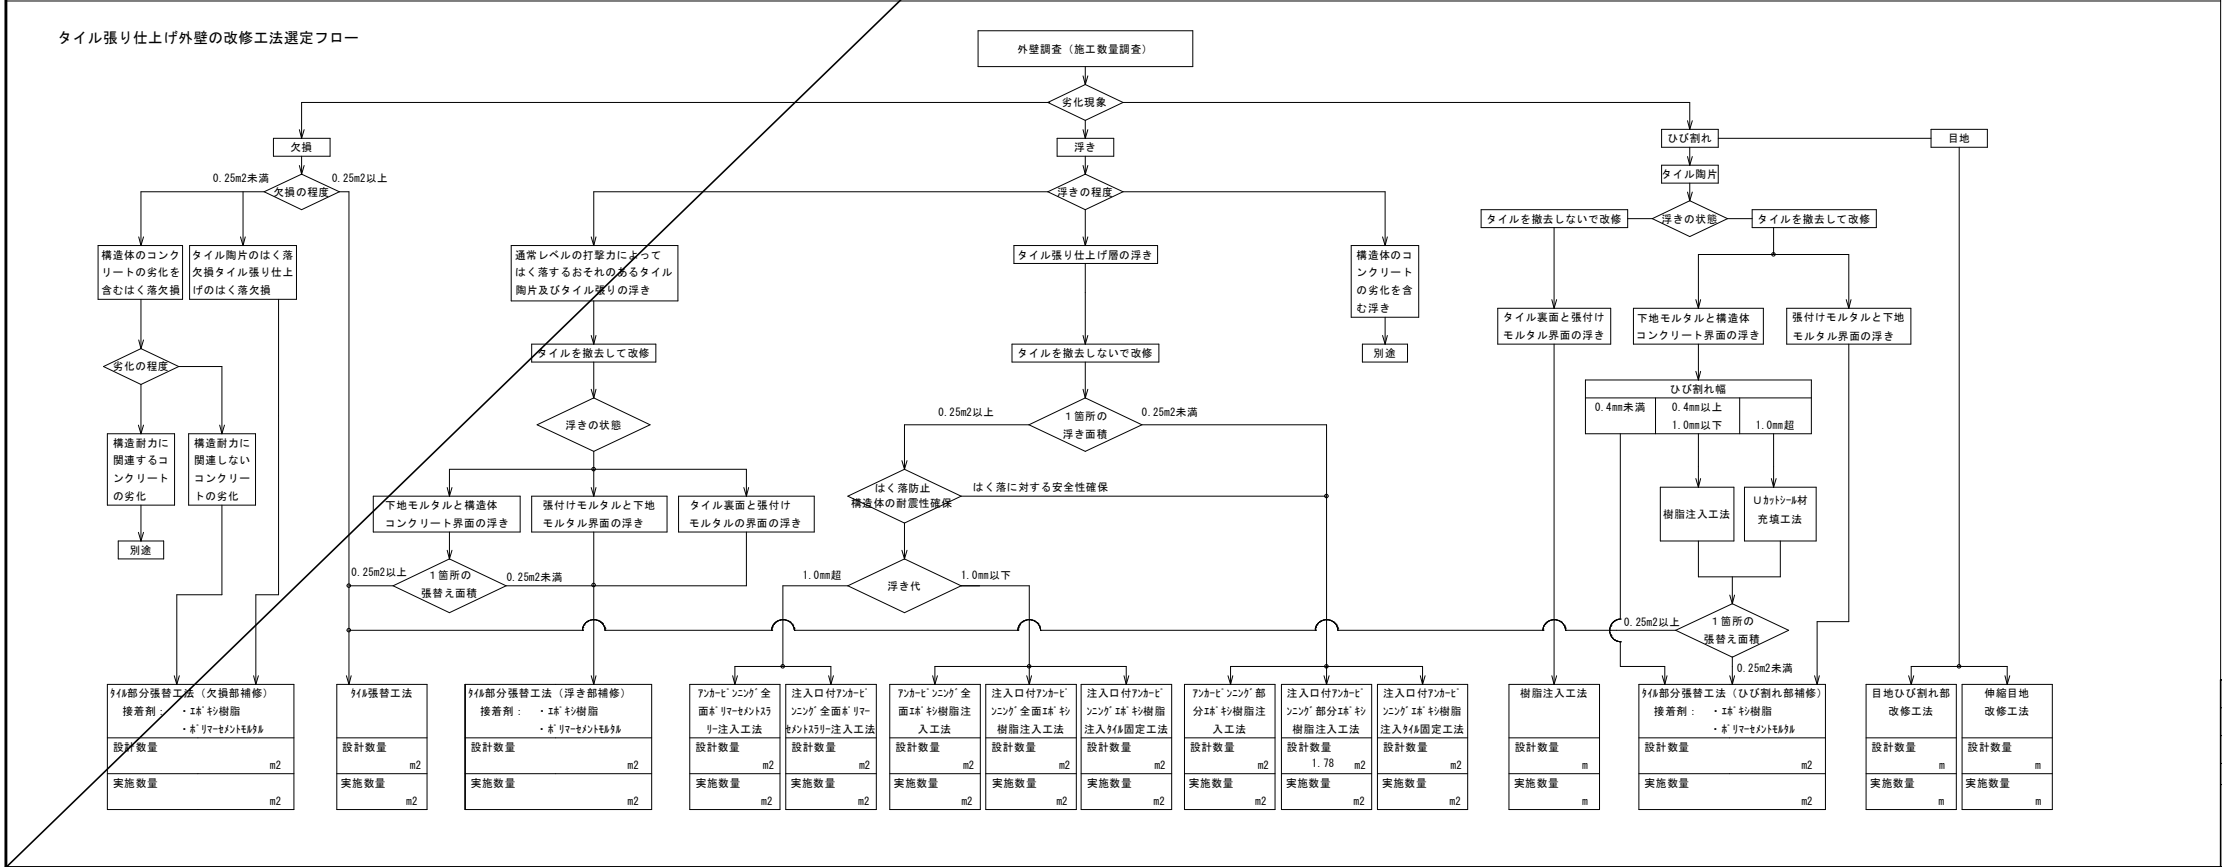 タイル張り仕上げ外壁の改修工法選定フロー
外壁調査（施工数量調査）
劣化現象
欠損
浮き
ひび割れ
目地
タイル陶片
0.25m2未満
0.25m2以上
欠損の程度
浮きの程度
タイルを撤去しないで改修
浮きの状態
タイルを撤去して改修
構造体のコンク
リートの劣化を
含むはく落欠損
タイル陶片のはく落
欠損タイル張り仕上
げのはく落欠損
通常レベルの打撃力によって
はく落するおそれのあるタイル
陶片及びタイル張りの浮き
タイル張り仕上げ層の浮き
構造体のコ
ンクリート
の劣化を含
む浮き
タイル裏面と張付け
モルタル界面の浮き
下地モルタルと構造体
コンクリート界面の浮き
張付けモルタルと下地
モルタル界面の浮き
劣化の程度
タイルを撤去して改修
タイルを撤去しないで改修
別途
ひび割れ幅
0.4mm未満
0.4mm以上
1.0mm以下
1.0mm超
浮きの状態
0.25m2以上
1箇所の
浮き面積
0.25m2未満
構造耐力に
関連するコ
ンクリート
の劣化
構造耐力に
関連しない
コンクリー
トの劣化
はく落防止
構造体の耐震性確保
はく落に対する安全性確保
下地モルタルと構造体
コンクリート界面の浮き
張付けモルタルと下地
モルタル界面の浮き
タイル裏面と張付け
モルタルの界面の浮き
樹脂注入工法
Uｶｯﾄｼｰﾙ材
充填工法
別途
0.25m2以上
1箇所の
張替え面積
0.25m2未満
1.0mm超
浮き代
1.0mm以下
0.25m2以上
1箇所の
張替え面積
0.25m2未満
ﾀｲﾙ部分張替工法（欠損部補修）
接着剤： ・ｴﾎﾟｷｼ樹脂
・ﾎﾟﾘﾏｰｾﾒﾝﾄﾓﾙﾀﾙ
設計数量
m2
実施数量
m2
ﾀｲﾙ張替工法
設計数量
m2
実施数量
m2
ﾀｲﾙ部分張替工法（浮き部補修）
接着剤： ・ｴﾎﾟｷｼ樹脂
・ﾎﾟﾘﾏｰｾﾒﾝﾄﾓﾙﾀﾙ
設計数量
m2
実施数量
m2
ｱﾝｶｰﾋﾟﾝﾆﾝｸﾞ全
面ﾎﾟﾘﾏｰｾﾒﾝﾄｽﾗ
ﾘｰ注入工法
設計数量
m2
実施数量
m2
注入口付ｱﾝｶｰﾋﾟ
ﾝﾆﾝｸﾞ全面ﾎﾟﾘﾏｰ
ｾﾒﾝﾄｽﾗﾘｰ注入工法
設計数量
m2
実施数量
m2
ｱﾝｶｰﾋﾟﾝﾆﾝｸﾞ全
面ｴﾎﾟｷｼ樹脂注
入工法
設計数量
m2
実施数量
m2
注入口付ｱﾝｶｰﾋﾟ
ﾝﾆﾝｸﾞ全面ｴﾎﾟｷｼ
樹脂注入工法
設計数量
m2
実施数量
m2
注入口付ｱﾝｶｰﾋﾟ
ﾝﾆﾝｸﾞｴﾎﾟｷｼ樹脂
注入ﾀｲﾙ固定工法
設計数量
m2
実施数量
m2
ｱﾝｶｰﾋﾟﾝﾆﾝｸﾞ部
分ｴﾎﾟｷｼ樹脂注
入工法
設計数量
m2
実施数量
m2
注入口付ｱﾝｶｰﾋﾟ
ﾝﾆﾝｸﾞ部分ｴﾎﾟｷｼ
樹脂注入工法
設計数量
1.78 m2
実施数量
m2
注入口付ｱﾝｶｰﾋﾟ
ﾝﾆﾝｸﾞｴﾎﾟｷｼ樹脂
注入ﾀｲﾙ固定工法
設計数量
m2
実施数量
m2
樹脂注入工法
設計数量
m
実施数量
m
ﾀｲﾙ部分張替工法（ひび割れ部補修）
接着剤： ・ｴﾎﾟｷｼ樹脂
・ﾎﾟﾘﾏｰｾﾒﾝﾄﾓﾙﾀﾙ
設計数量
m2
実施数量
m2
目地ひび割れ部
改修工法
設計数量
m
実施数量
m
伸縮目地
改修工法
設計数量
m
実施数量
m